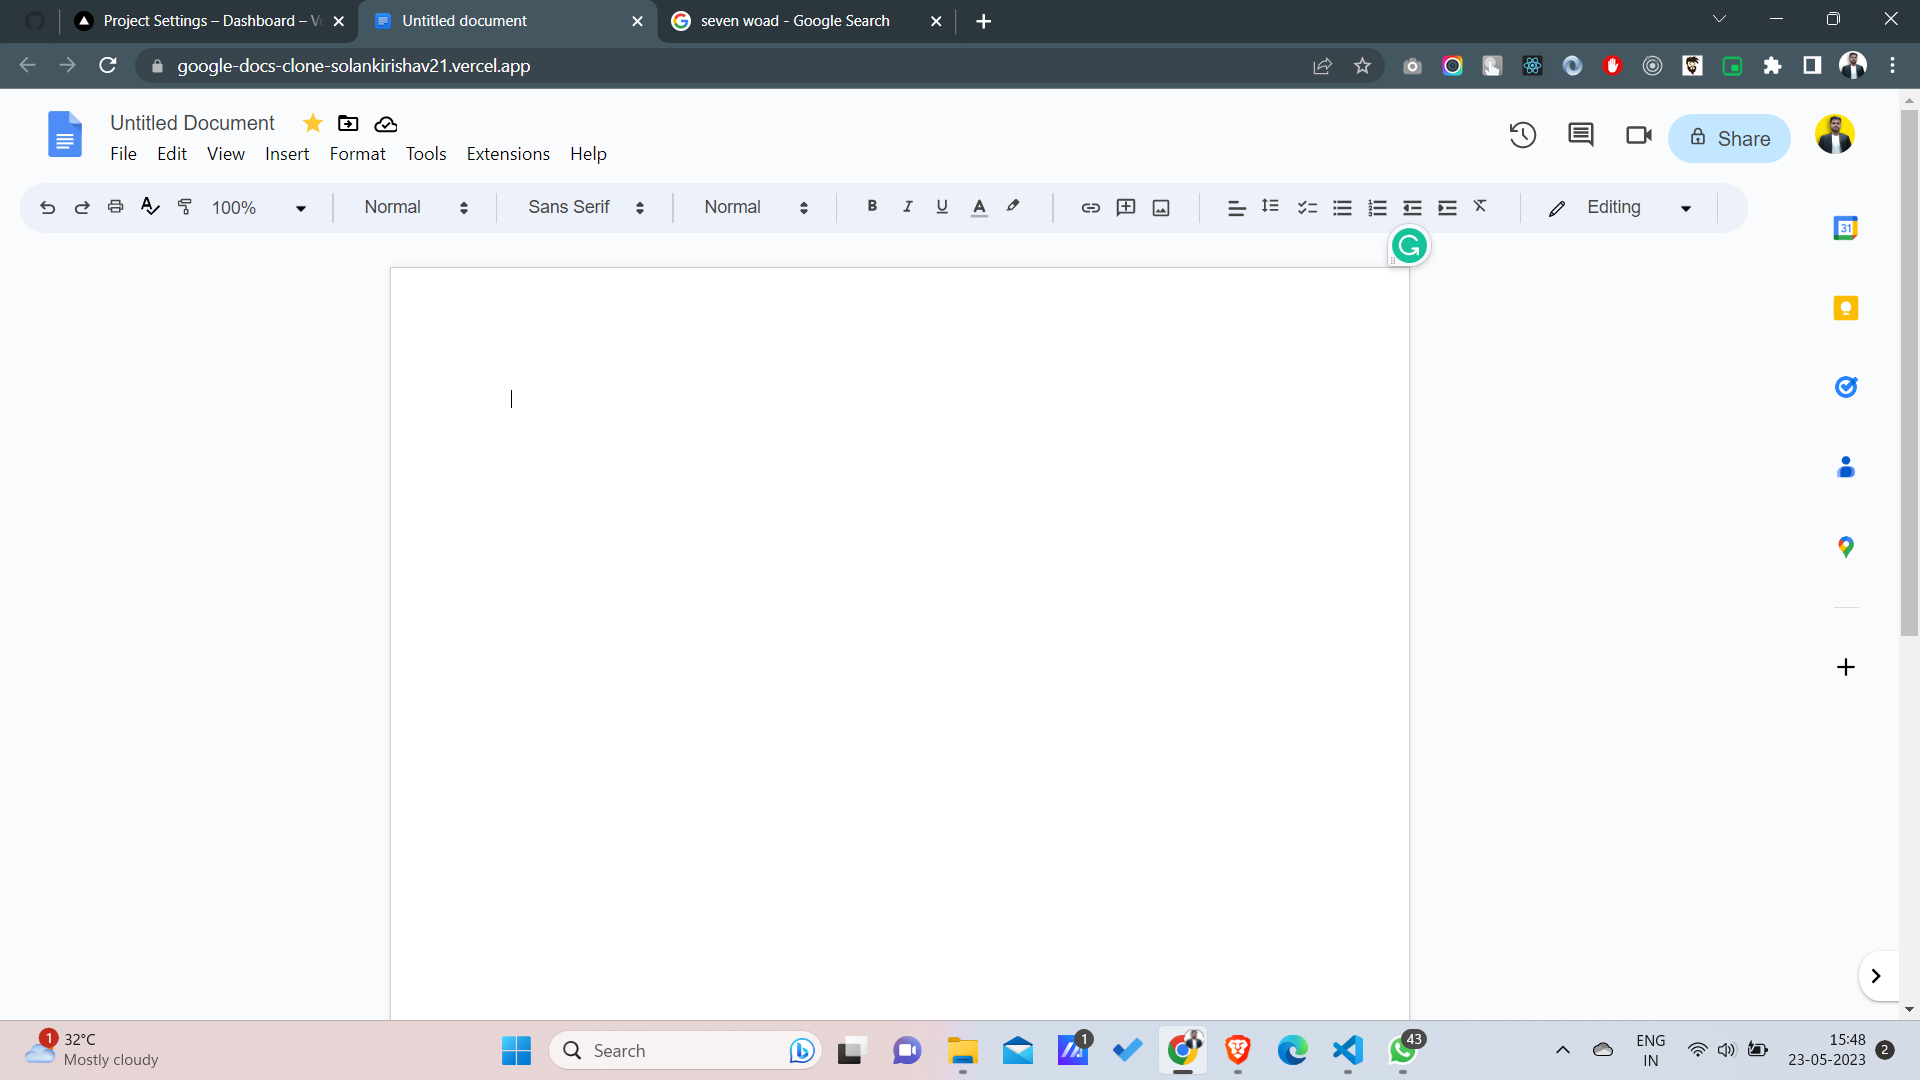 Project Settings – Dashboard – V
Untitled document
seven woad - Google Search
google-docs-clone-solankirishav21.vercel.app
Untitled Document
File Edit View Insert Format Tools Extensions Help
Share
100% Normal Sans Serif Normal B I U A Editing
31
1
32°C
Mostly cloudy
Search
1
43
ENG
IN
15:48
23-05-2023
2